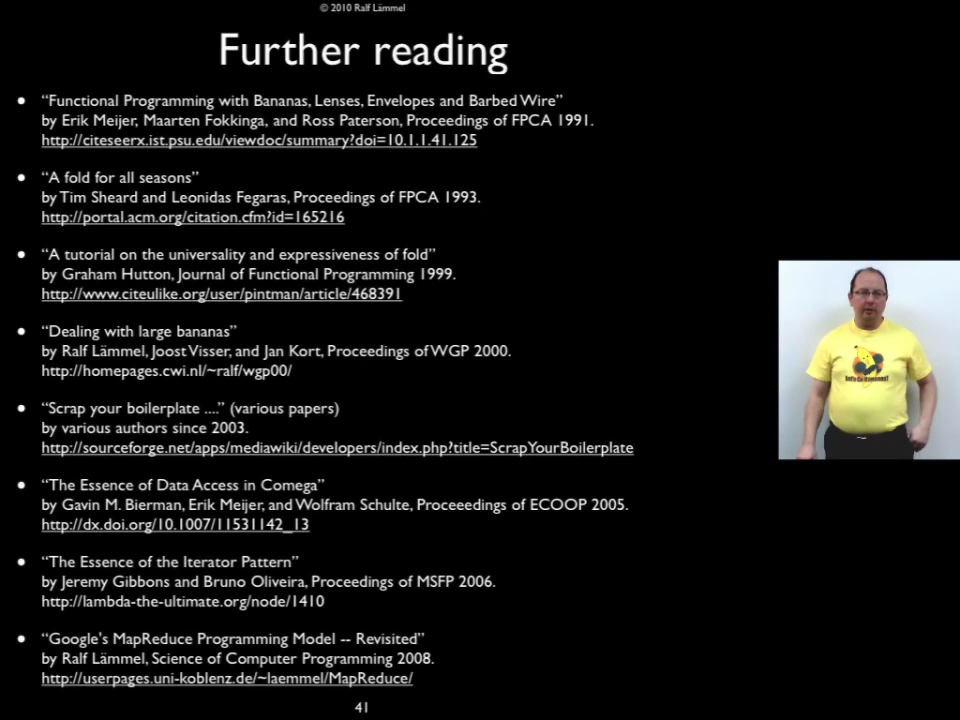 © 2010 Ralf Lämmel
Further reading
• “Functional Programming with Bananas, Lenses, Envelopes and Barbed Wire”
by Erik Meijer, Maarten Fokkinga, and Ross Paterson, Proceedings of FPCA 1991.
http://citeseerx.ist.psu.edu/viewdoc/summary?doi=10.1.1.41.125
• “A fold for all seasons”
by Tim Sheard and Leonidas Fegaras, Proceedings of FPCA 1993.
http://portal.acm.org/citation.cfm?id=165216
• “A tutorial on the universality and expressiveness of fold”
by Graham Hutton, Journal of Functional Programming 1999.
http://www.citeulike.org/user/pintman/article/468391
• “Dealing with large bananas”
by Ralf Lämmel, Joost Visser, and Jan Kort, Proceedings of WGP 2000.
http://homepages.cwi.nl/~ralf/wgp00/
• “Scrap your boilerplate ....” (various papers)
by various authors since 2003.
http://sourceforge.net/apps/mediawiki/developers/index.php?title=ScrapYourBoilerplate
• “The Essence of Data Access in Comega”
by Gavin M. Bierman, Erik Meijer, and Wolfram Schulte, Proceeedings of ECOOP 2005.
http://dx.doi.org/10.1007/11531142_13
• “The Essence of the Iterator Pattern”
by Jeremy Gibbons and Bruno Oliveira, Proceedings of MSFP 2006.
http://lambda-the-ultimate.org/node/1410
• “Google's MapReduce Programming Model -- Revisited”
by Ralf Lämmel, Science of Computer Programming 2008.
http://userpages.uni-koblenz.de/~laemmel/MapReduce/
41